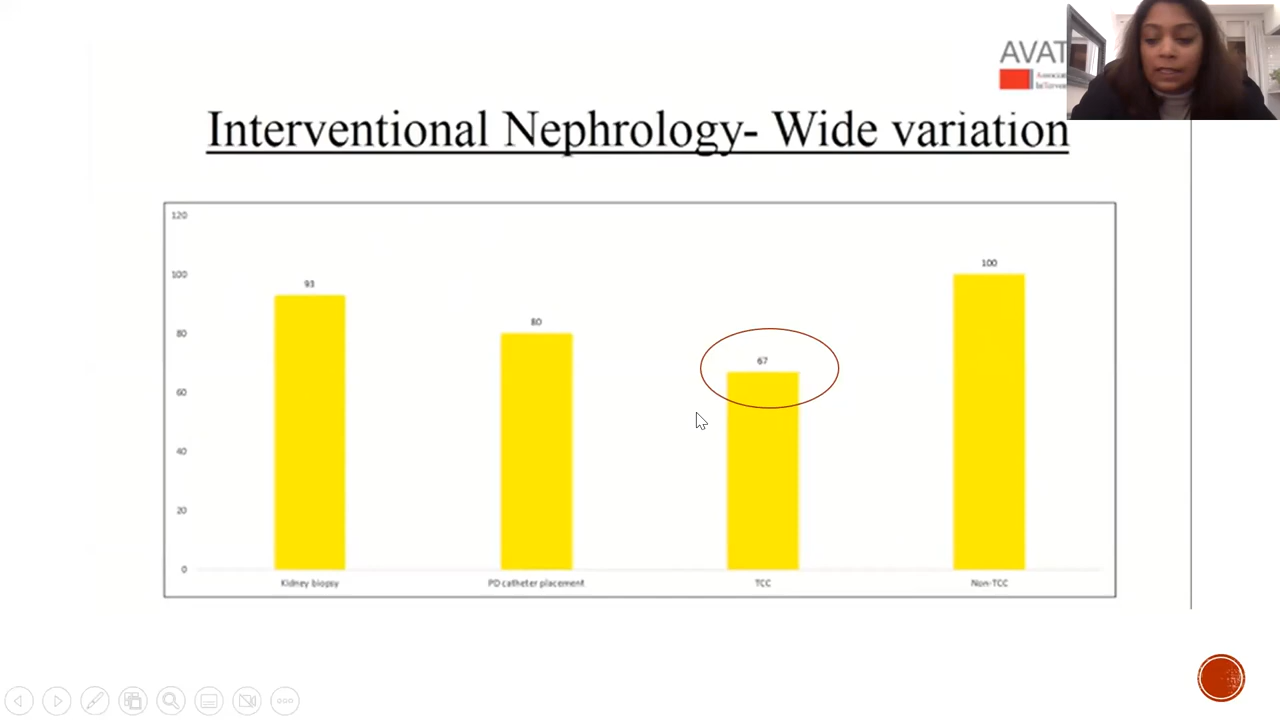 AVAT
Interventional Nephrology- Wide variation
120
100
80
60
40
20
0
93
80
67
100
Kidney biopsy
PD catheter placement
TCC
Non-TCC